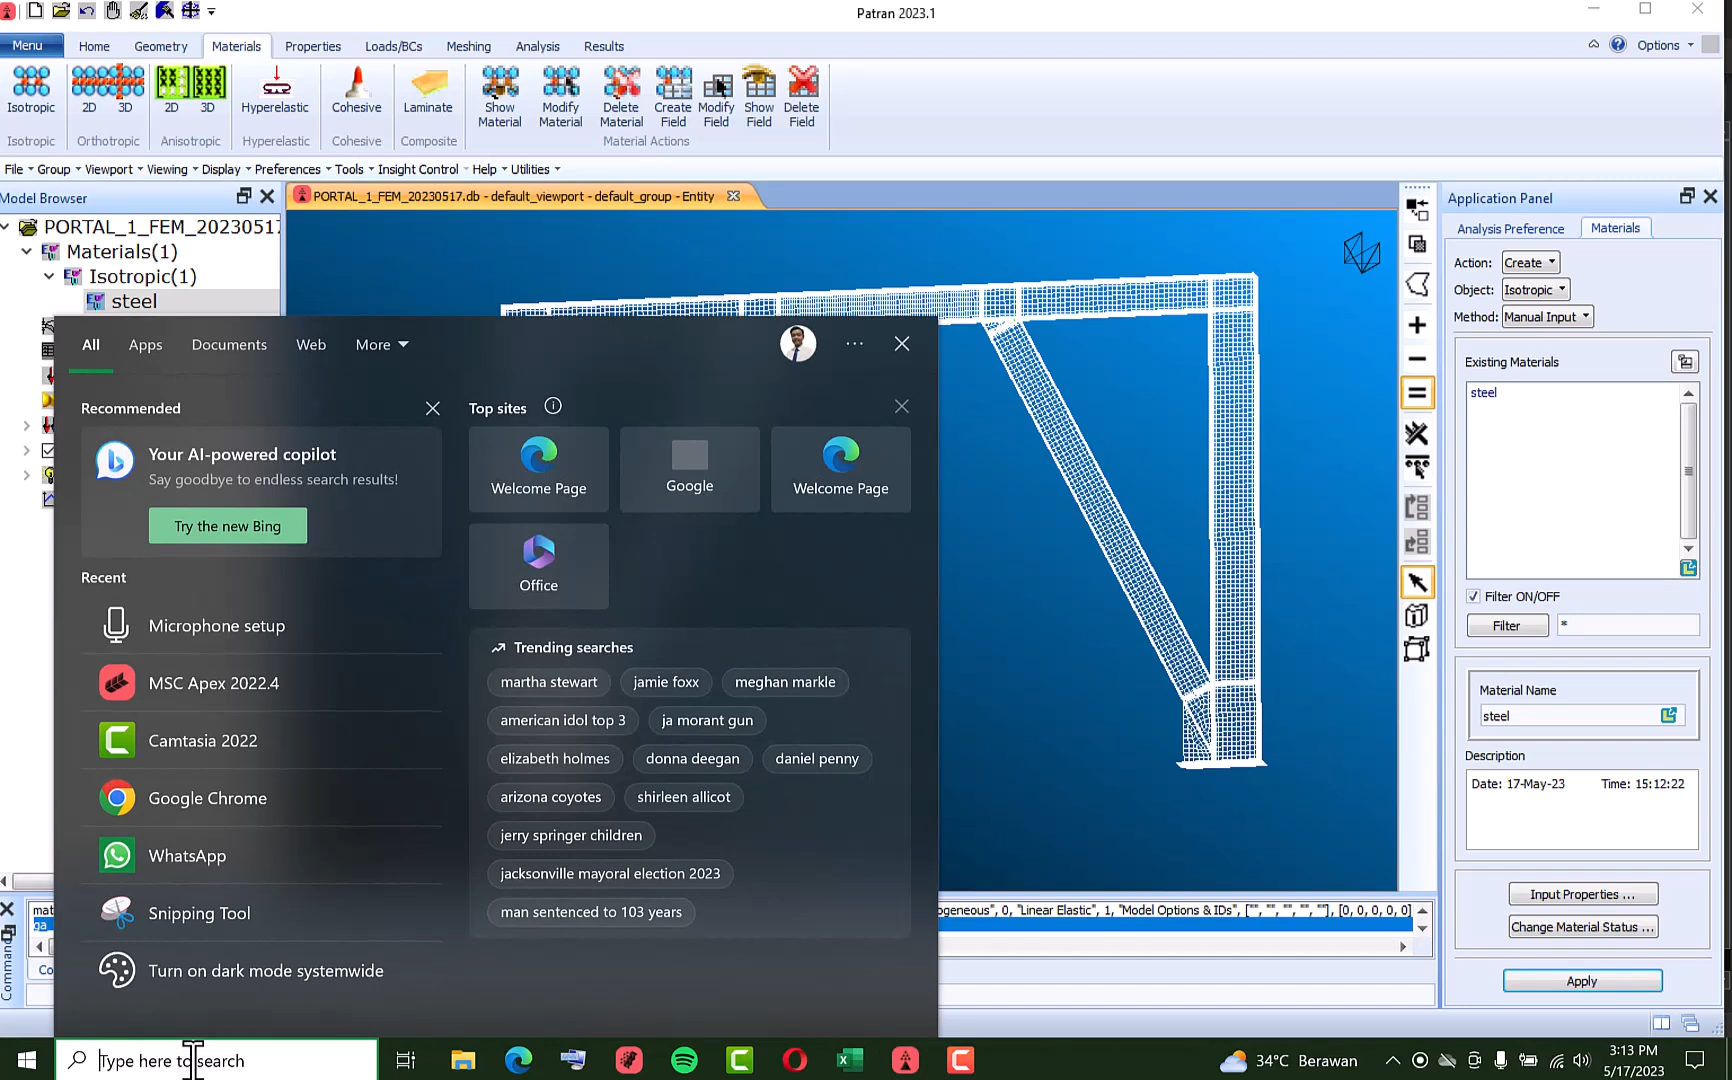 Patran 2023.1
Menu Home Geometry Materials Properties Loads/BCs Meshing Analysis Results Options
Isotropic 2D 3D 2D 3D Hyperelastic Cohesive Laminate Show Material Modify Material Delete Material Create Field Modify Field Show Field Delete Field
Isotropic Orthotropic Anisotropic Hyperelastic Cohesive Composite Material Actions
File Group Viewport Viewing Display Preferences Tools Insight Control Help Utilities
Model Browser
PORTAL_1_FEM_20230517.db - default_viewport - default_group - Entity
Application Panel
PORTAL_1_FEM_20230517
Materials(1)
Isotropic(1)
steel
Analysis Preference Materials
Action: Create
Object: Isotropic
Method: Manual Input
Existing Materials
steel
Filter ON/OFF
Filter *
Material Name
steel
Description
Date: 17-May-23 Time: 15:12:22
Input Properties ...
Change Material Status ...
Apply
All Apps Documents Web More
Recommended
Your AI-powered copilot
Say goodbye to endless search results!
Try the new Bing
Recent
Microphone setup
MSC Apex 2022.4
Camtasia 2022
Google Chrome
WhatsApp
Snipping Tool
Turn on dark mode systemwide
Top sites
Welcome Page Google Welcome Page
Office
Trending searches
martha stewart jamie foxx meghan markle
american idol top 3 ja morant gun
elizabeth holmes donna deegan daniel penny
arizona coyotes shirleen allicot
jerry springer children
jacksonville mayoral election 2023
man sentenced to 103 years
mat
ogeneous", 0, "Linear Elastic", 1, "Model Options & IDs", ["", "", "", "", ""], [0, 0, 0, 0, 0]
ga
Co
Command
Type here to search
34°C Berawan
3:13 PM
5/17/2023